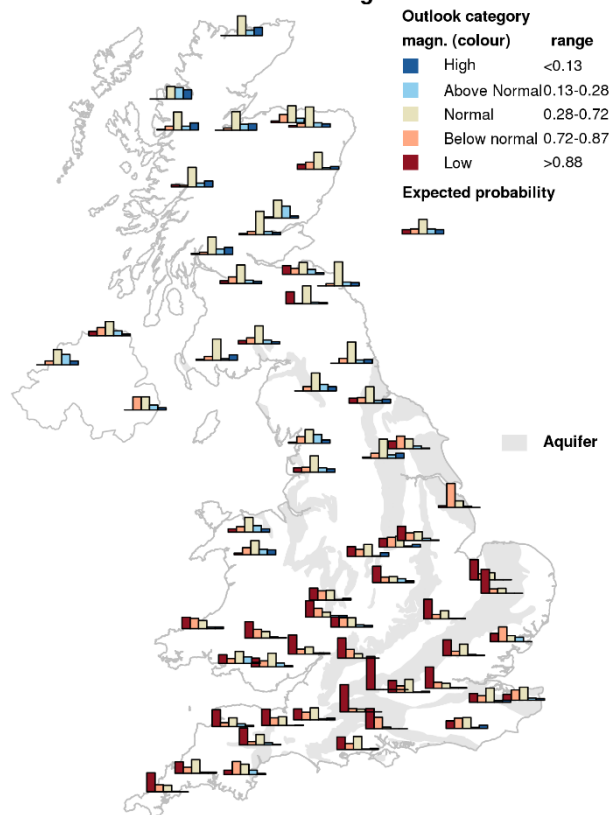 Outlook category
magn. (colour) range
High <0.13
Above Normal 0.13-0.28
Normal 0.28-0.72
Below normal 0.72-0.87
Low >0.88
Expected probability
Aquifer